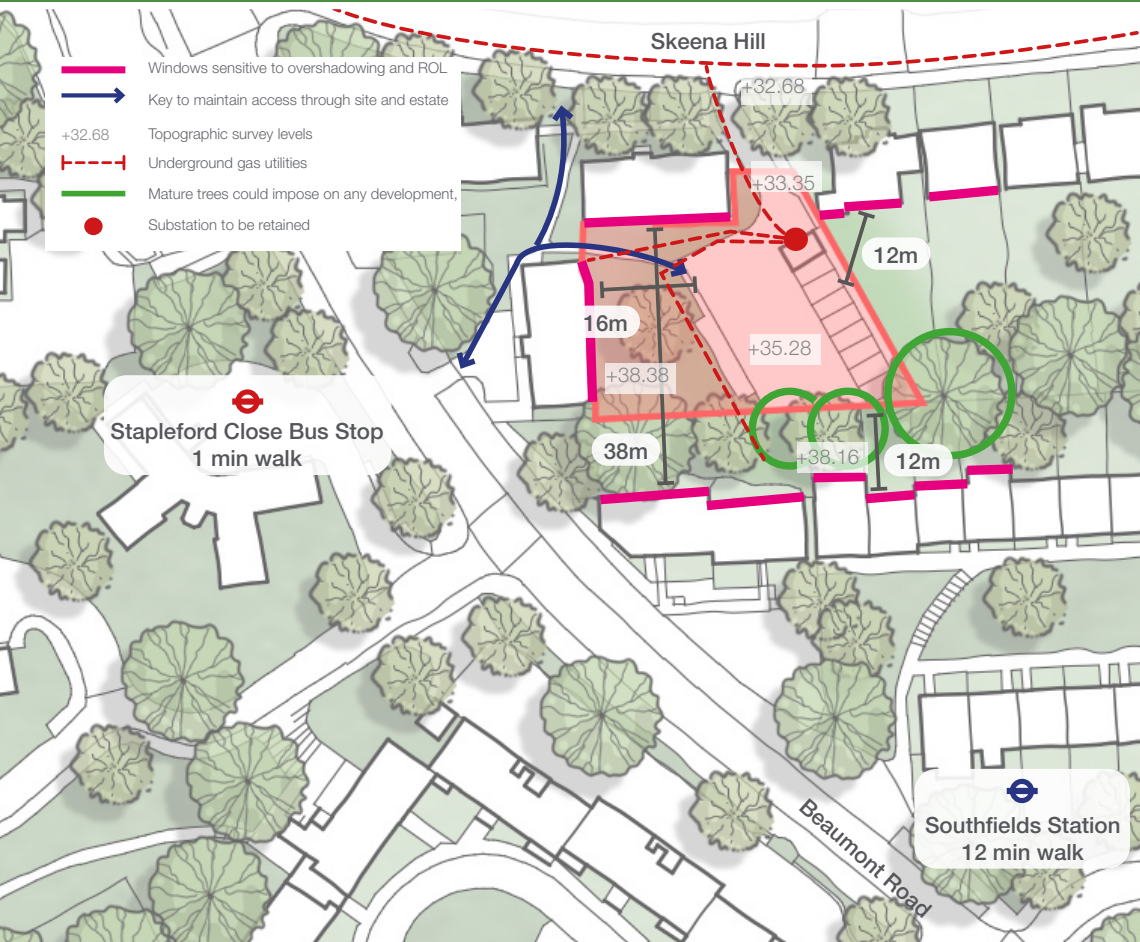 Skeena Hill
Windows sensitive to overshadowing and ROL
Key to maintain access through site and estate
+32.68 Topographic survey levels
Underground gas utilities
Mature trees could impose on any development,
Substation to be retained
+32.68
+33.35
12m
16m
+35.28
+38.38
Stapleford Close Bus Stop
1 min walk
38m
+38.16
12m
Beaumont Road
Southfields Station
12 min walk